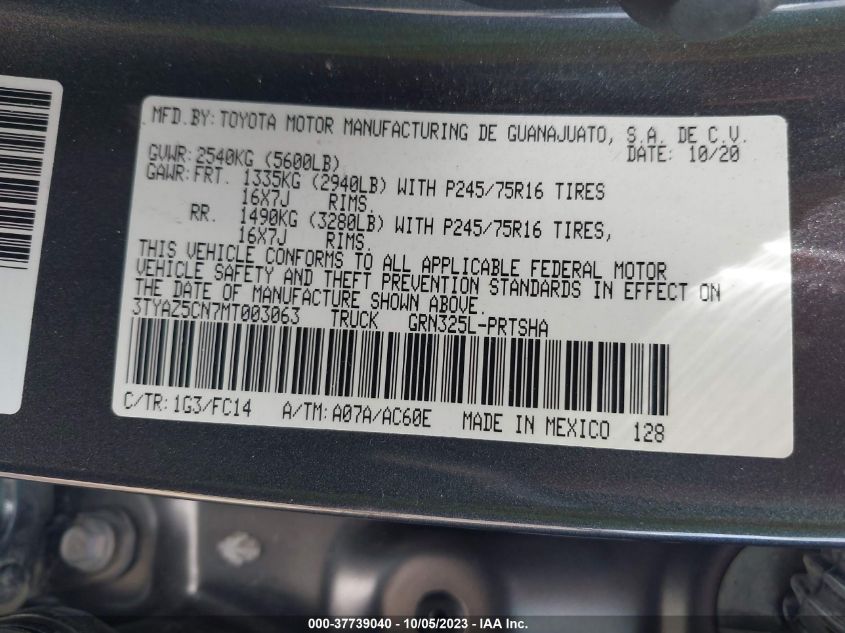 MFD.BY: TOYOTA MOTOR MANUFACTURING DE GUANAJUATO, S.A. DE C.V.
GVWR: 2540KG (5600LB) DATE: 10/20
GAWR: FRT. 1335KG (2940LB) WITH P245/75R16 TIRES
16X7J RIMS.
RR. 1490KG (3280LB) WITH P245/75R16 TIRES,
16X7J RIMS.
THIS VEHICLE CONFORMS TO ALL APPLICABLE FEDERAL MOTOR
VEHICLE SAFETY AND THEFT PREVENTION STANDARDS IN EFFECT ON
THE DATE OF MANUFACTURE SHOWN ABOVE.
3TYAZ5CN7MT003063 TRUCK GRN325L-PRTSHA
C/TR: 1G3/FC14 A/TM: A07A/AC60E MADE IN MEXICO 128
000-37739040 - 10/05/2023 - IAA Inc.